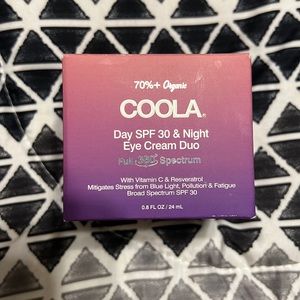 70%+ Organic
COOLA®
Day SPF 30 & Night
Eye Cream Duo
Full 360° Spectrum
With Vitamin C & Resveratrol
Mitigates Stress from Blue Light, Pollution & Fatigue
Broad Spectrum SPF 30
0.8 FL OZ / 24 mL